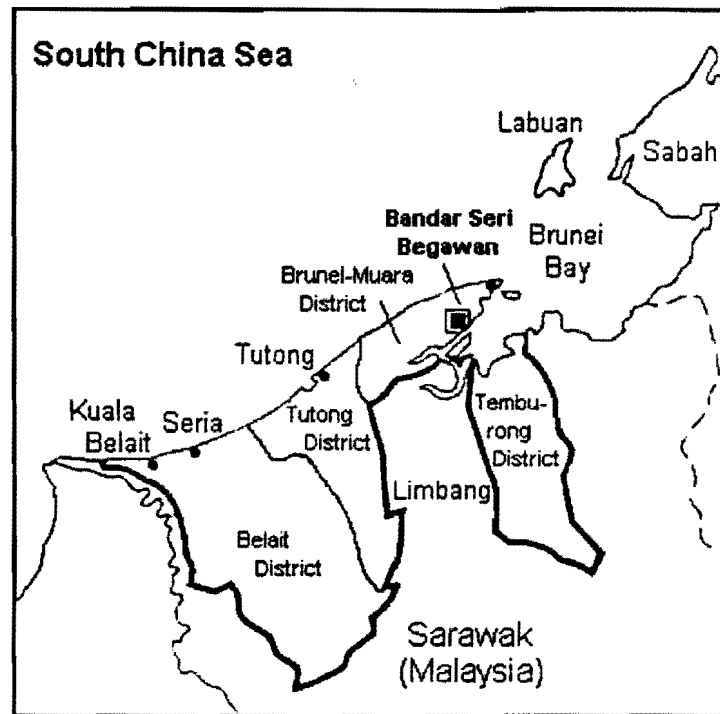 South China Sea
Labuan
Sabah
Bandar Seri
Begawan
Brunei
Bay
Brunei-Muara
District
Tutong
Tutong
District
Kuala
Belait
Seria
Tembu-
rong
District
Limbang
Belait
District
Sarawak
(Malaysia)